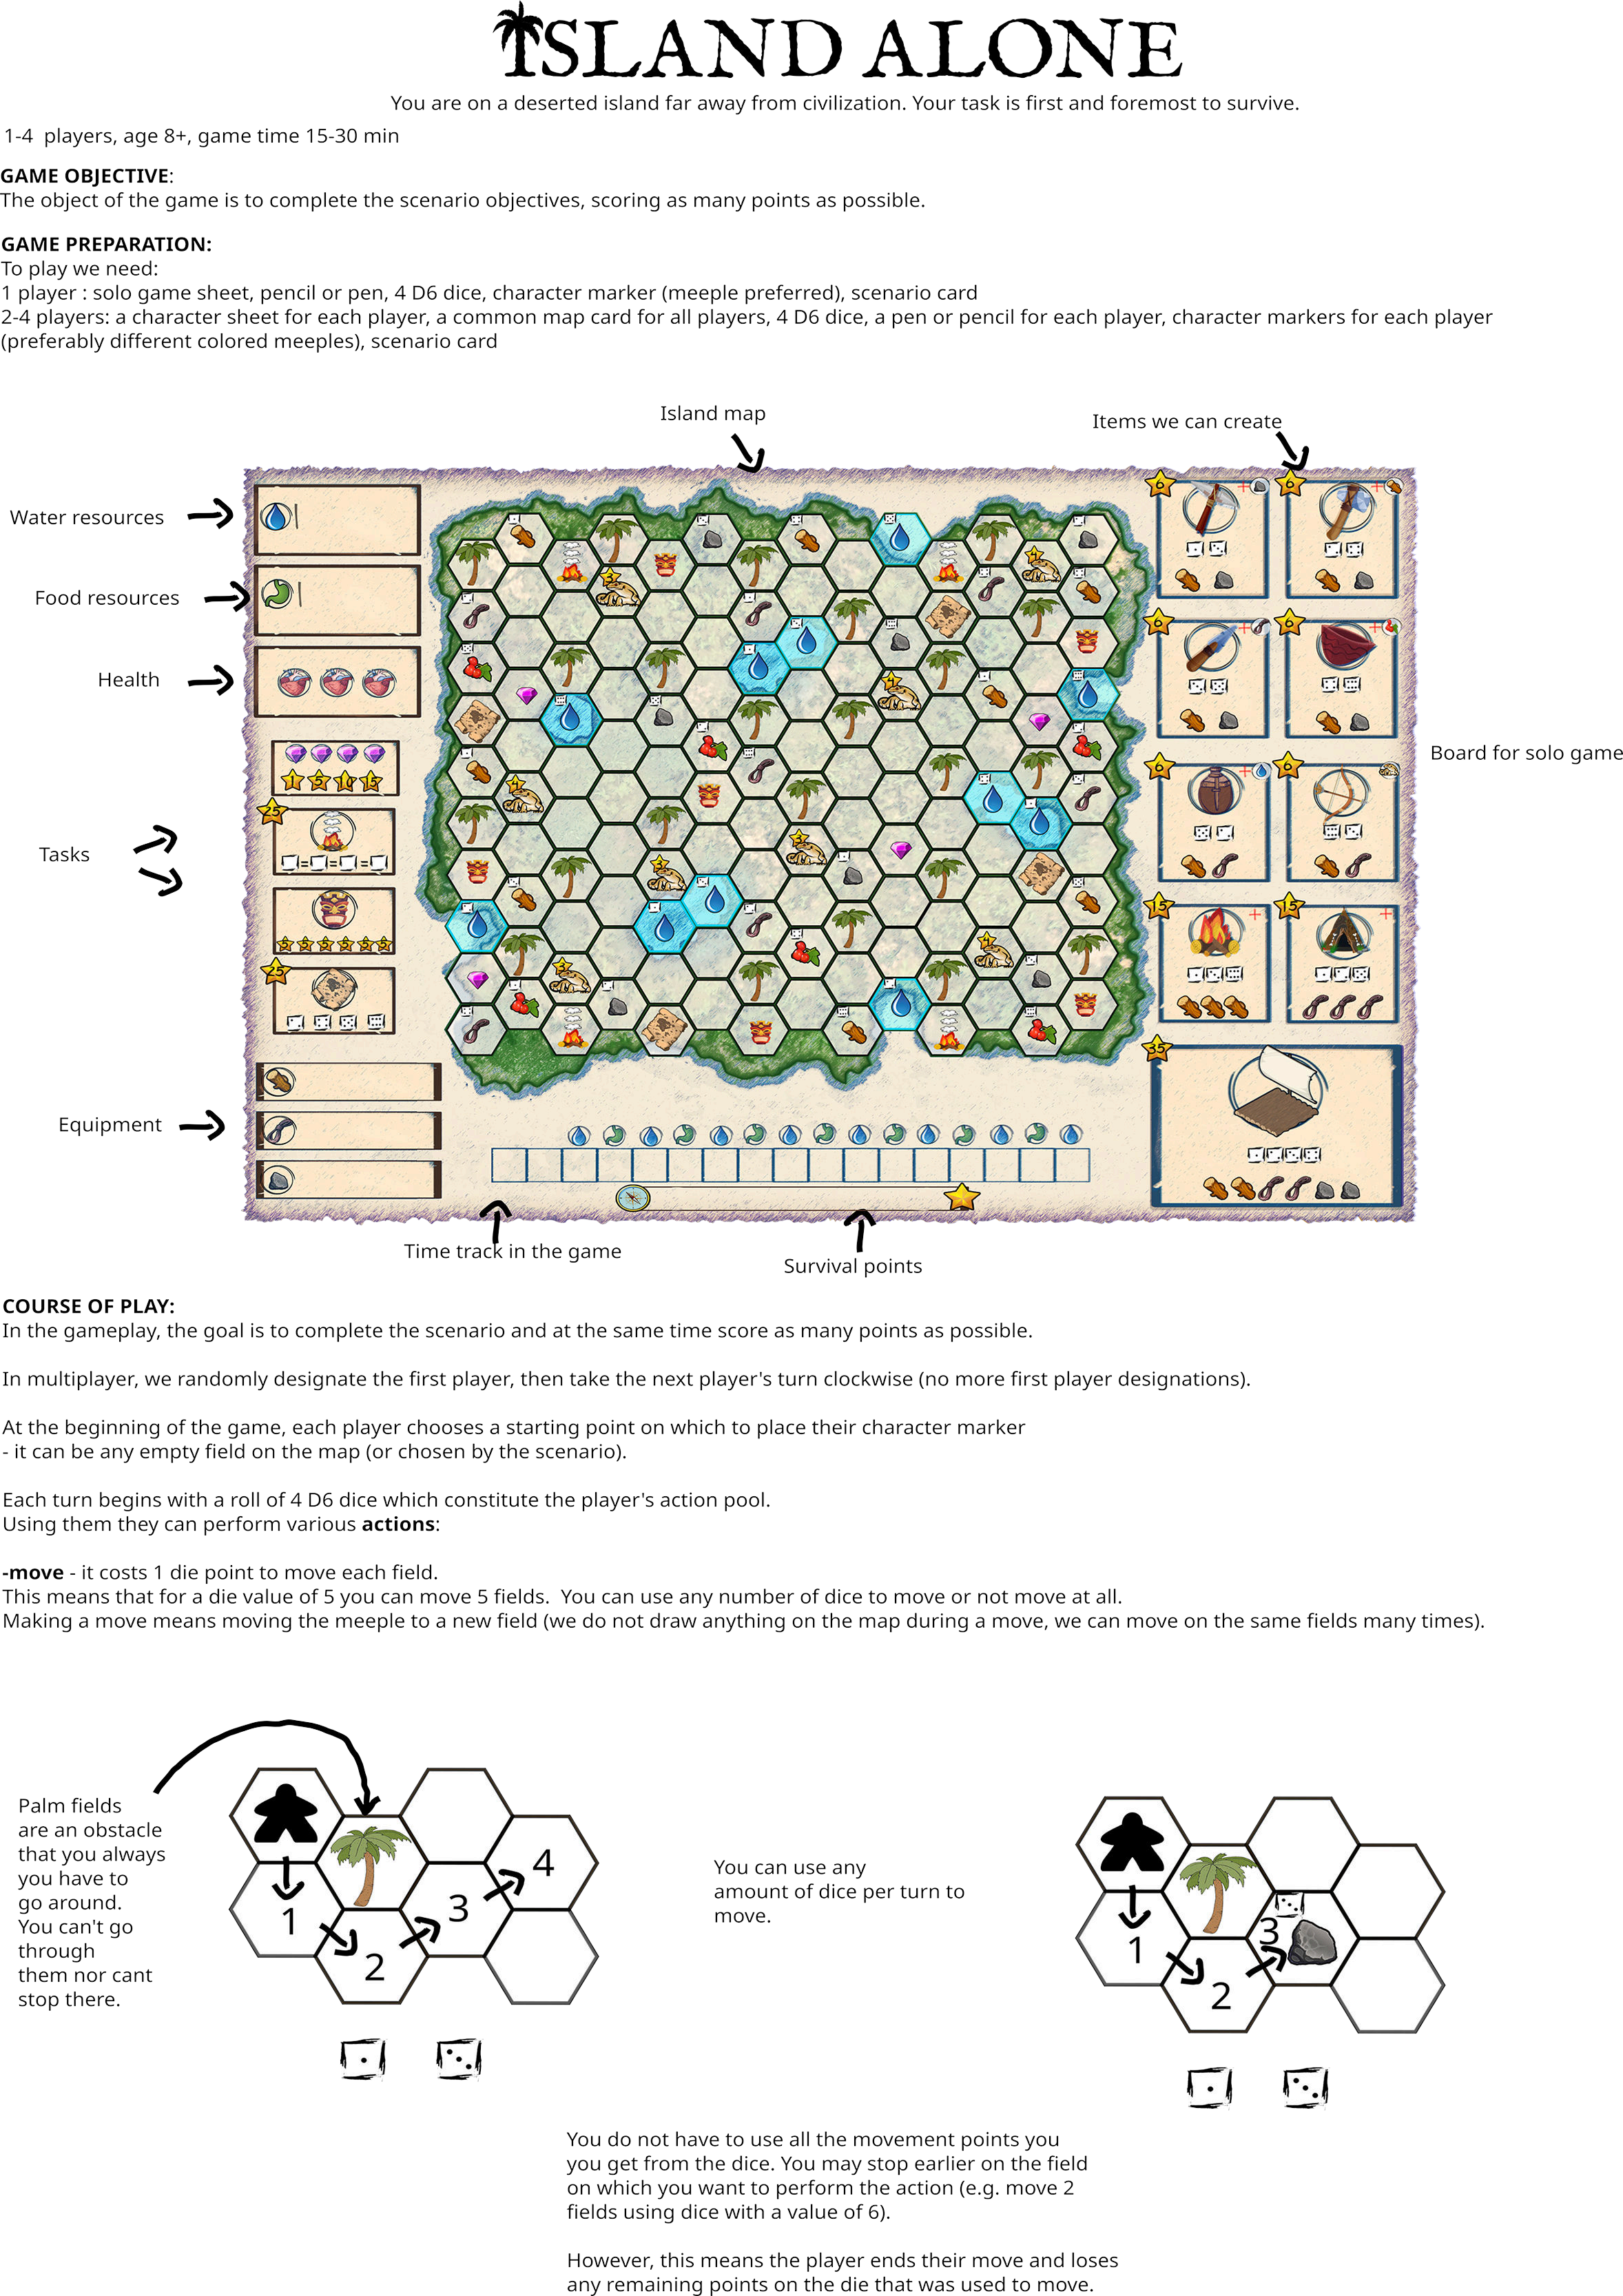 ISLAND ALONE
You are on a deserted island far away from civilization. Your task is first and foremost to survive.
1-4 players, age 8+, game time 15-30 min
GAME OBJECTIVE:
The object of the game is to complete the scenario objectives, scoring as many points as possible.
GAME PREPARATION:
To play we need:
1 player : solo game sheet, pencil or pen, 4 D6 dice, character marker (meeple preferred), scenario card
2-4 players: a character sheet for each player, a common map card for all players, 4 D6 dice, a pen or pencil for each player, character markers for each player
(preferably different colored meeples), scenario card
Island map
Items we can create
Water resources
Food resources
Health
Board for solo game
Tasks
Equipment
6
6
6
6
6
6
15
15
35
25
25
Time track in the game
Survival points
COURSE OF PLAY:
In the gameplay, the goal is to complete the scenario and at the same time score as many points as possible.
In multiplayer, we randomly designate the first player, then take the next player's turn clockwise (no more first player designations).
At the beginning of the game, each player chooses a starting point on which to place their character marker
- it can be any empty field on the map (or chosen by the scenario).
Each turn begins with a roll of 4 D6 dice which constitute the player's action pool.
Using them they can perform various actions:
-move - it costs 1 die point to move each field.
This means that for a die value of 5 you can move 5 fields.  You can use any number of dice to move or not move at all.
Making a move means moving the meeple to a new field (we do not draw anything on the map during a move, we can move on the same fields many times).
Palm fields
are an obstacle
that you always
you have to
go around.
You can't go
through
them nor cant
stop there.
1
2
3
4
You can use any
amount of dice per turn to
move.
1
2
3
You do not have to use all the movement points you
you get from the dice. You may stop earlier on the field
on which you want to perform the action (e.g. move 2
fields using dice with a value of 6).
However, this means the player ends their move and loses
any remaining points on the die that was used to move.